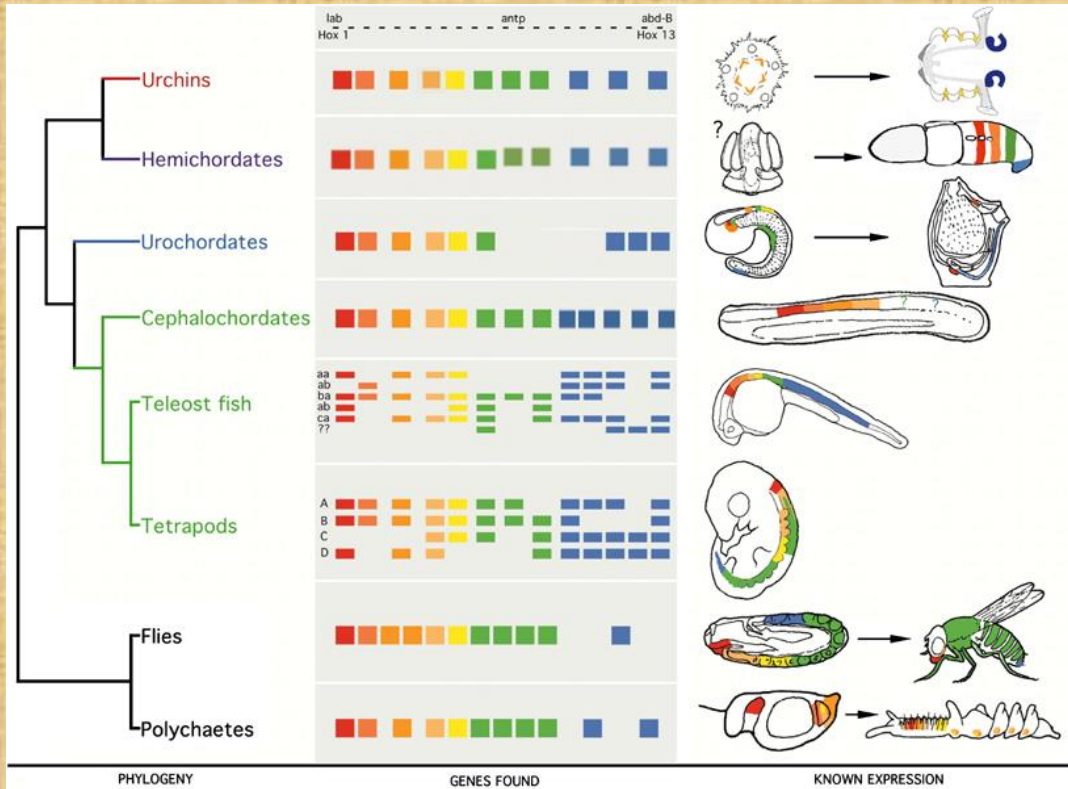 lab antp abd-B
Hox 1 Hox 13
Urchins
?
Hemichordates
Urochordates
Cephalochordates
? ?
aa
ab
ba
Teleost fish
ab
ca
??
A
B
Tetrapods
C
D
Flies
Polychaetes
PHYLOGENY GENES FOUND KNOWN EXPRESSION